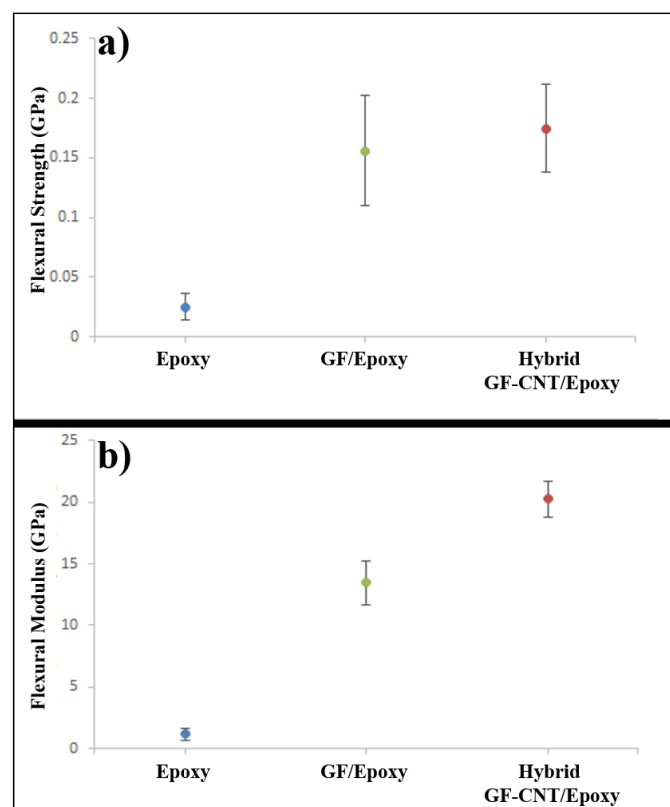 a)
Flexural Strength (GPa)
0.25
0.2
0.15
0.1
0.05
0
Epoxy
GF/Epoxy
Hybrid
GF-CNT/Epoxy
b)
Flexural Modulus (GPa)
25
20
15
10
5
0
Epoxy
GF/Epoxy
Hybrid
GF-CNT/Epoxy